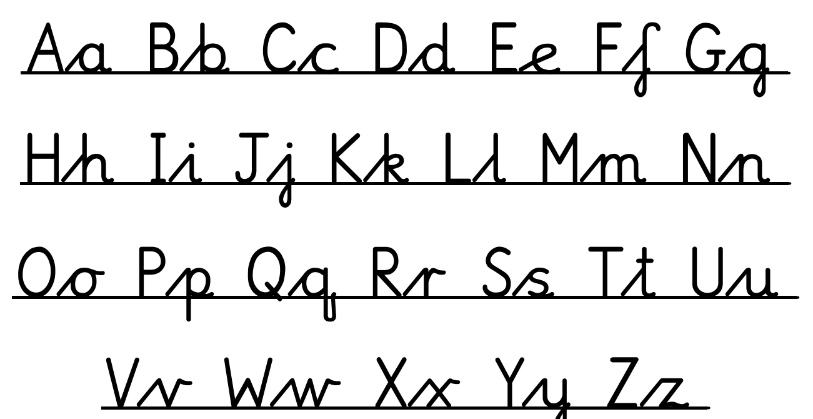 Aa Bb Cc Dd Ee Ff Gg
Hh Ii Jj Kk Ll Mm Nn
Oo Pp Qq Rr Ss Tt Uu
Vv Ww Xx Yy Zz